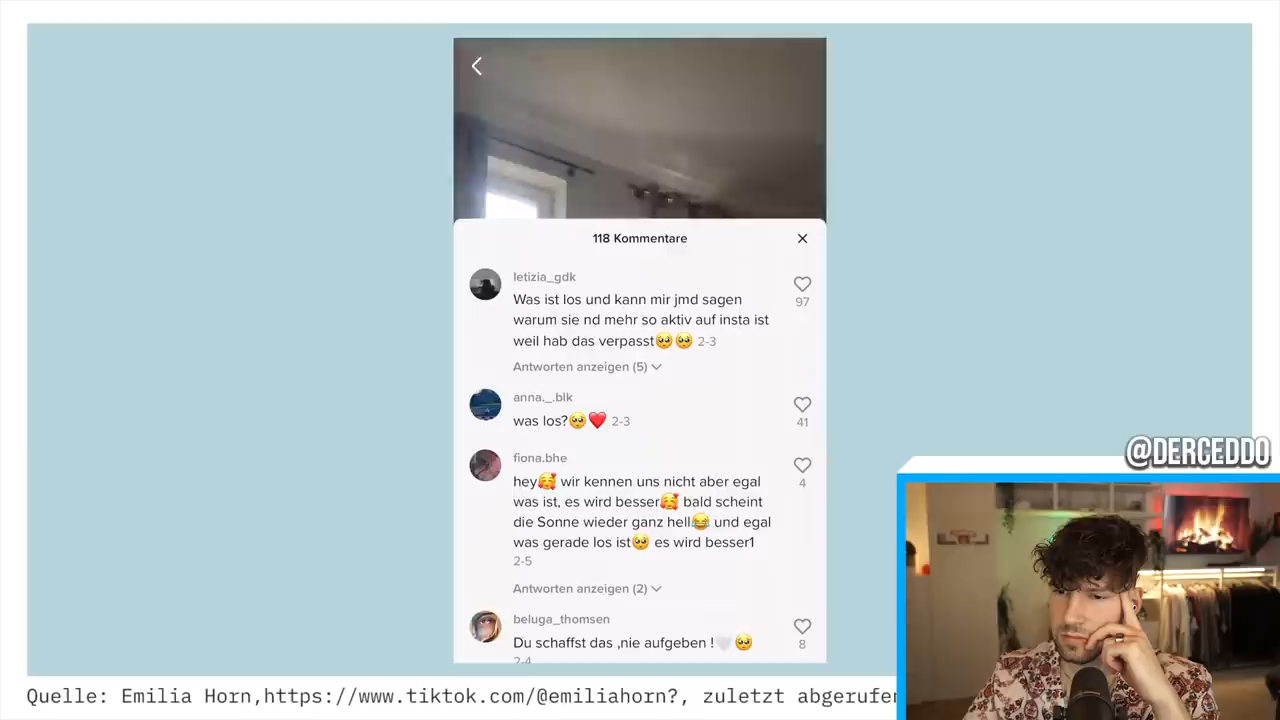 118 Kommentare
letizia_gdk
Was ist los und kann mir jmd sagen
warum sie nd mehr so aktiv auf insta ist
weil hab das verpasst🥺🥺 2-3
97
Antworten anzeigen (5)
anna._.blk
was los?🥺❤️ 2-3
41
fiona.bhe
hey🥰 wir kennen uns nicht aber egal
was ist, es wird besser🥰 bald scheint
die Sonne wieder ganz hell😂 und egal
was gerade los ist🥺 es wird besser1
4
2-5
Antworten anzeigen (2)
beluga_thomsen
Du schaffst das ,nie aufgeben !🤍🥺
8
2-4
@DERCEDDO
Quelle: Emilia Horn,https://www.tiktok.com/@emiliahorn?, zuletzt abgerufen